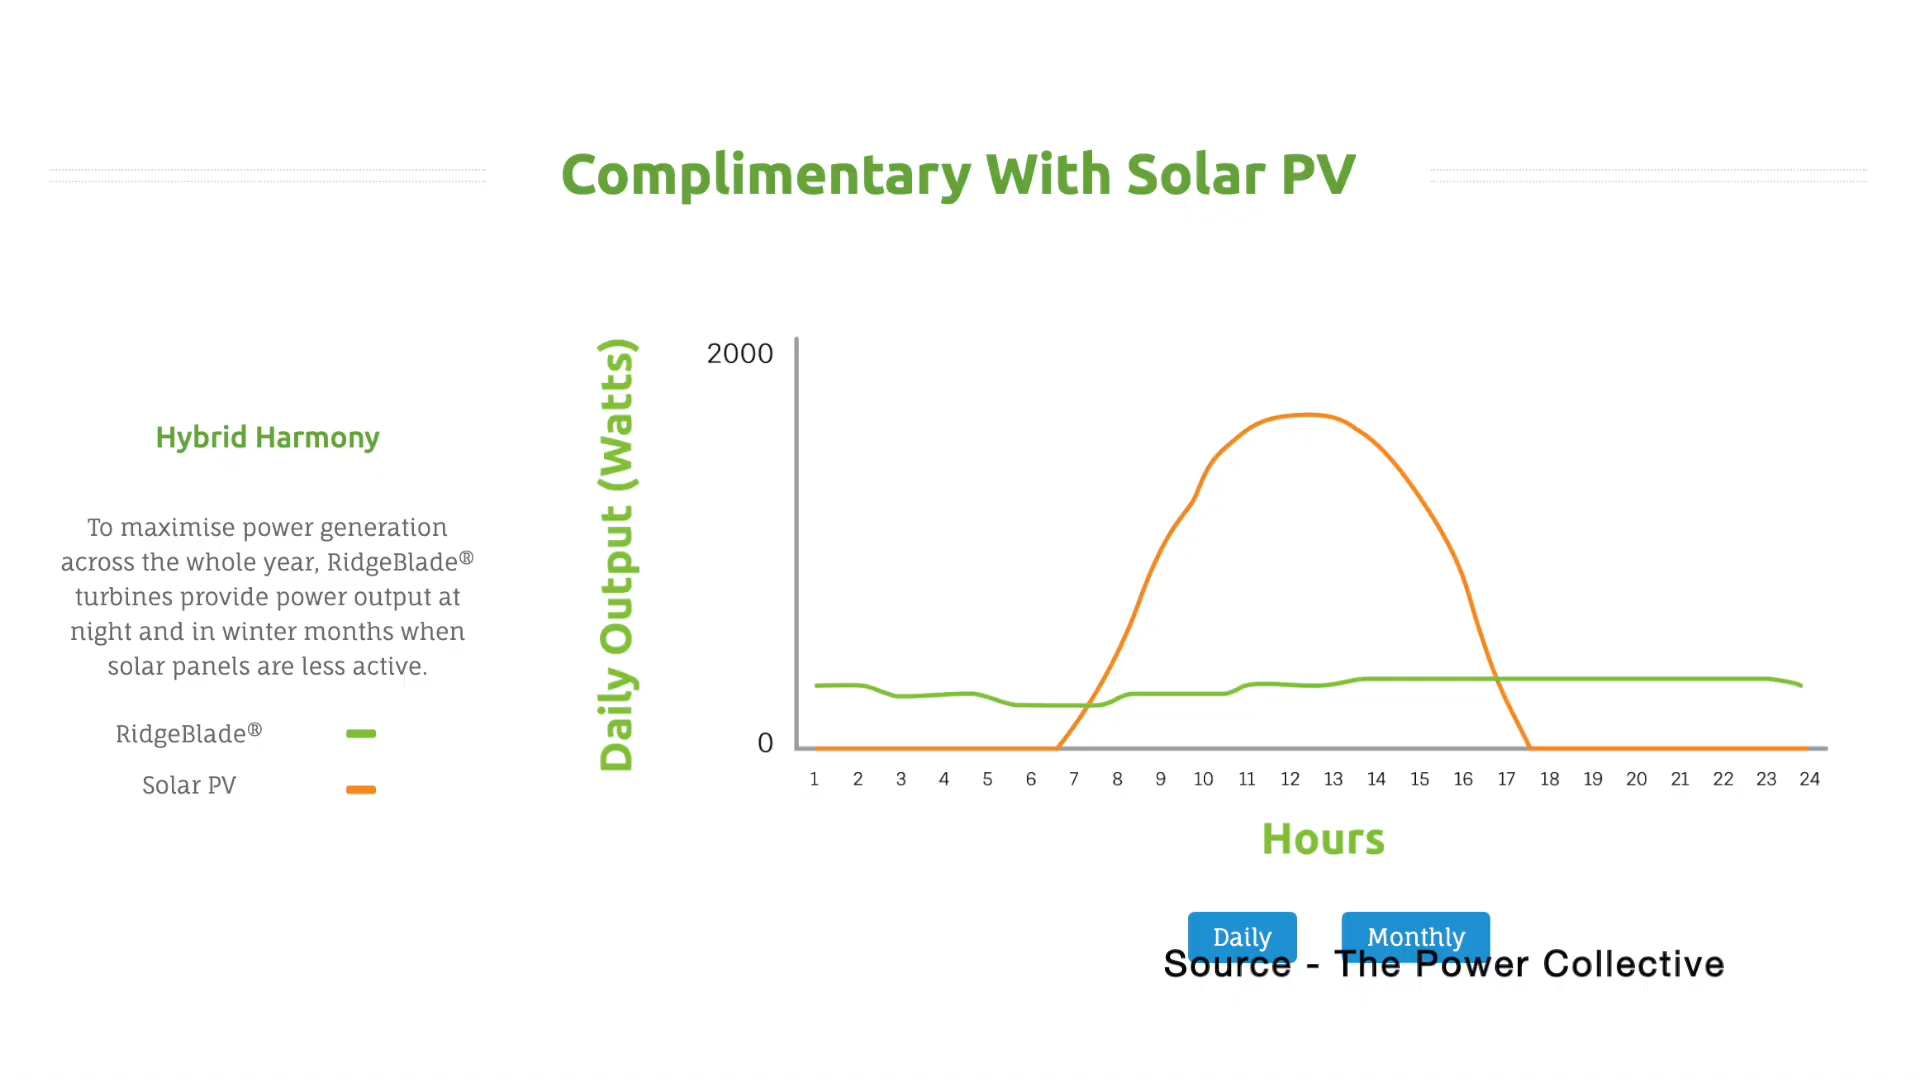 Complimentary With Solar PV
Hybrid Harmony
To maximise power generation
across the whole year, RidgeBlade®
turbines provide power output at
night and in winter months when
solar panels are less active.
RidgeBlade®
Solar PV
Daily Output (Watts)
2000
0
1 2 3 4 5 6 7 8 9 10 11 12 13 14 15 16 17 18 19 20 21 22 23 24
Hours
Daily Monthly
Source - The Power Collective